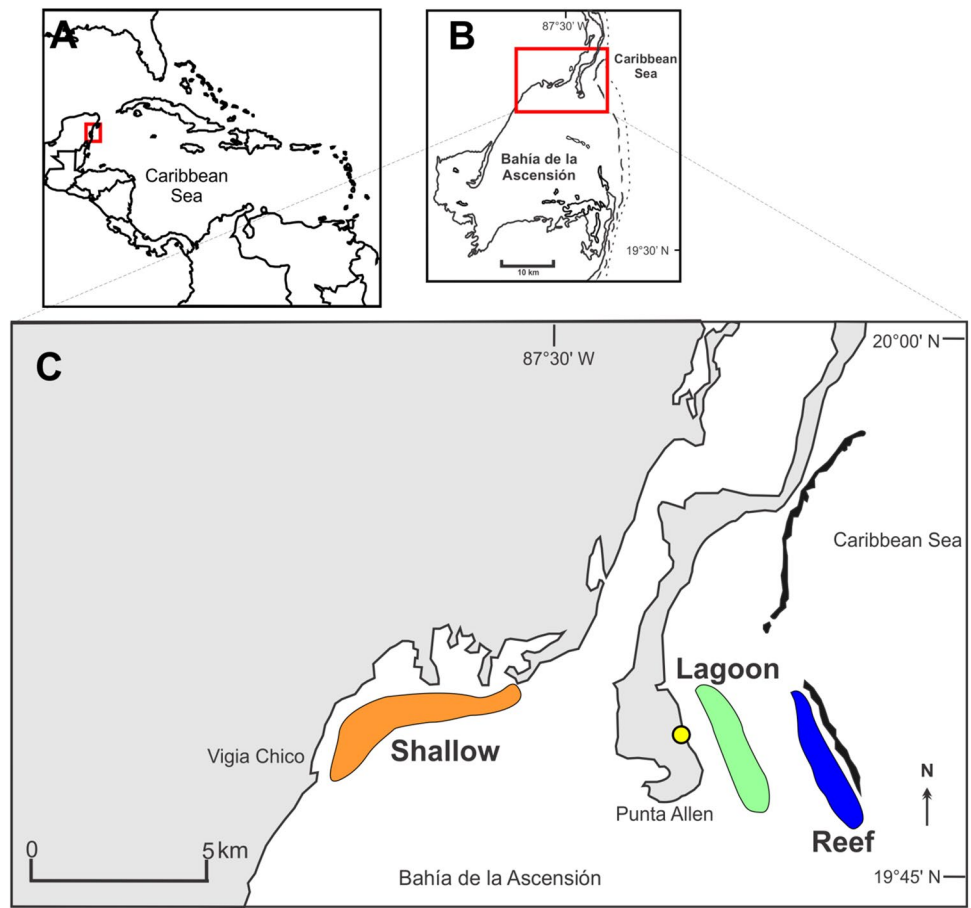 A
Caribbean
Sea
B
87°30' W
Caribbean
Sea
Bahía de la
Ascensión
19°30' N
10 km
C
87°30' W
20°00' N
Caribbean Sea
Lagoon
Shallow
Vigia Chico
Punta Allen
N
Reef
0 5 km
Bahía de la Ascensión
19°45' N